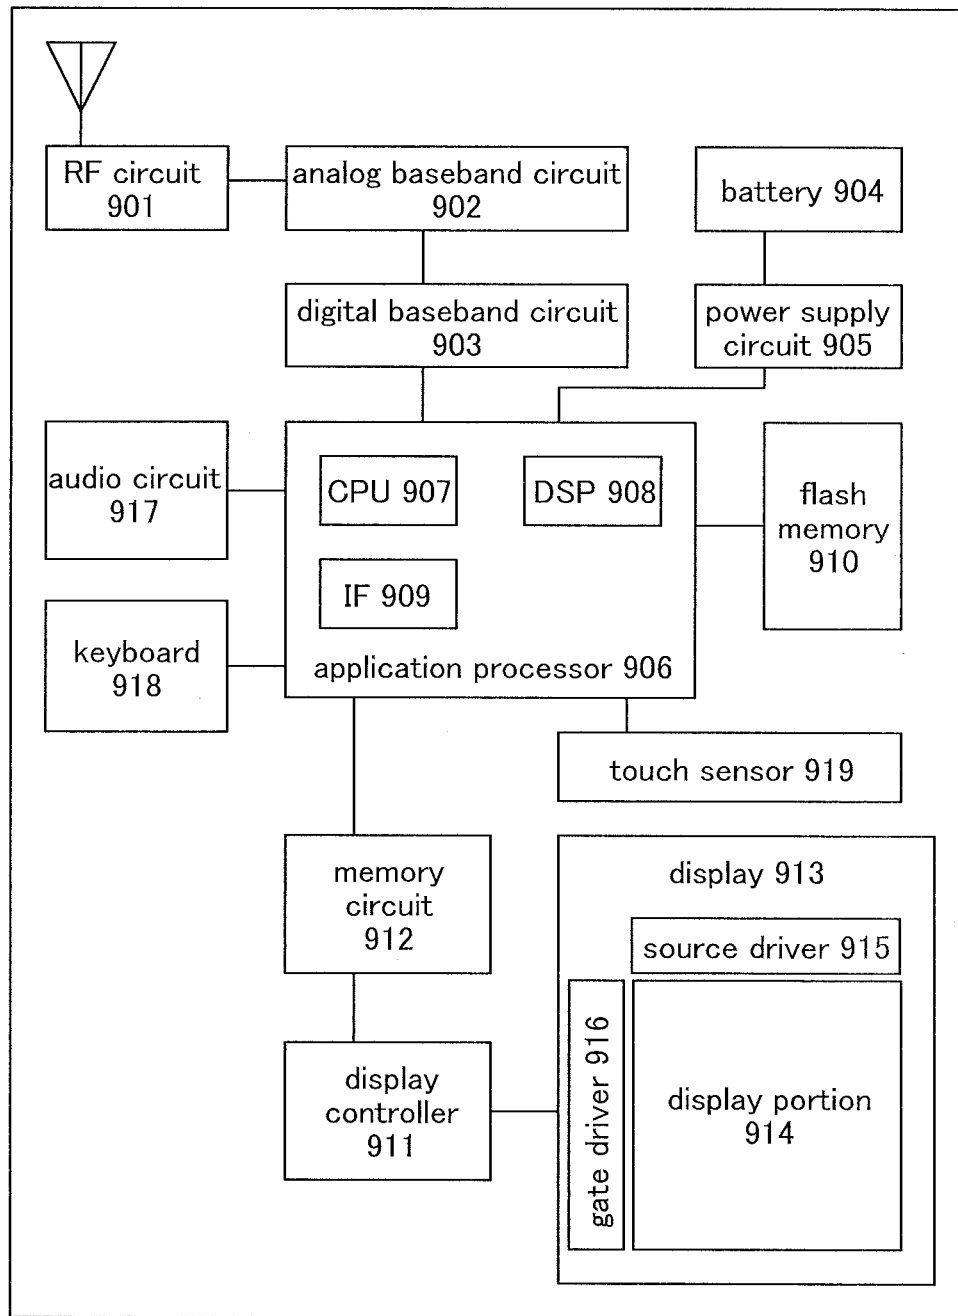 RF circuit
901
analog baseband circuit
902
battery 904
digital baseband circuit
903
power supply
circuit 905
audio circuit
917
CPU 907
DSP 908
flash
memory
910
IF 909
keyboard
918
application processor 906
touch sensor 919
memory
circuit
912
display 913
source driver 915
gate driver 916
display portion
914
display
controller
911